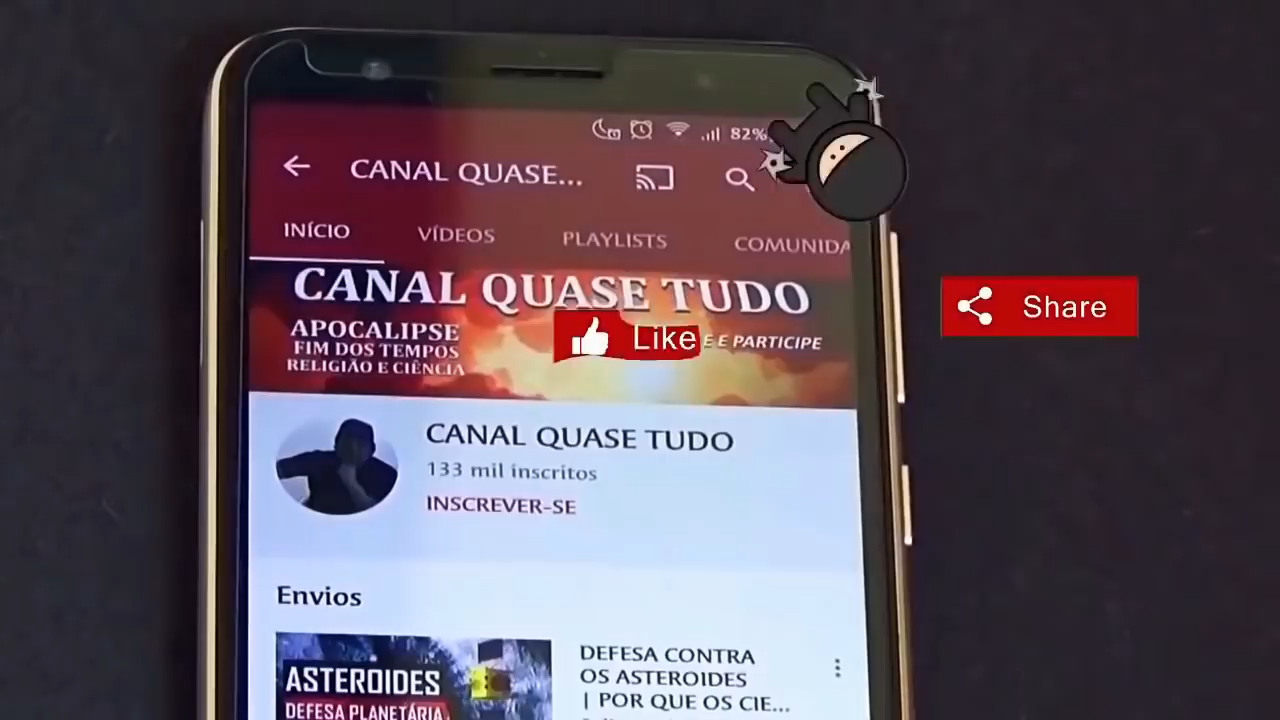 82%
CANAL QUASE...
INÍCIO VÍDEOS PLAYLISTS COMUNIDA
CANAL QUASE TUDO
APOCALIPSE
FIM DOS TEMPOS
RELIGIÃO E CIÊNCIA
Like
E E PARTICIPE
Share
CANAL QUASE TUDO
133 mil inscritos
INSCREVER-SE
Envios
ASTEROIDES
DEFESA PLANETÁRIA
DEFESA CONTRA
OS ASTEROIDES
| POR QUE OS CIE...